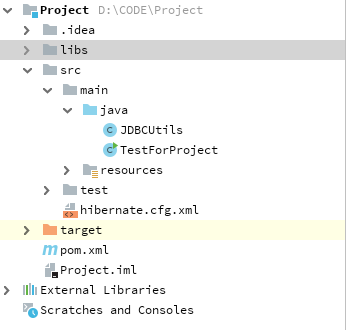 Project D:\CODE\Project
.idea
libs
src
main
java
JDBCUtils
TestForProject
resources
test
hibernate.cfg.xml
target
pom.xml
Project.iml
External Libraries
Scratches and Consoles